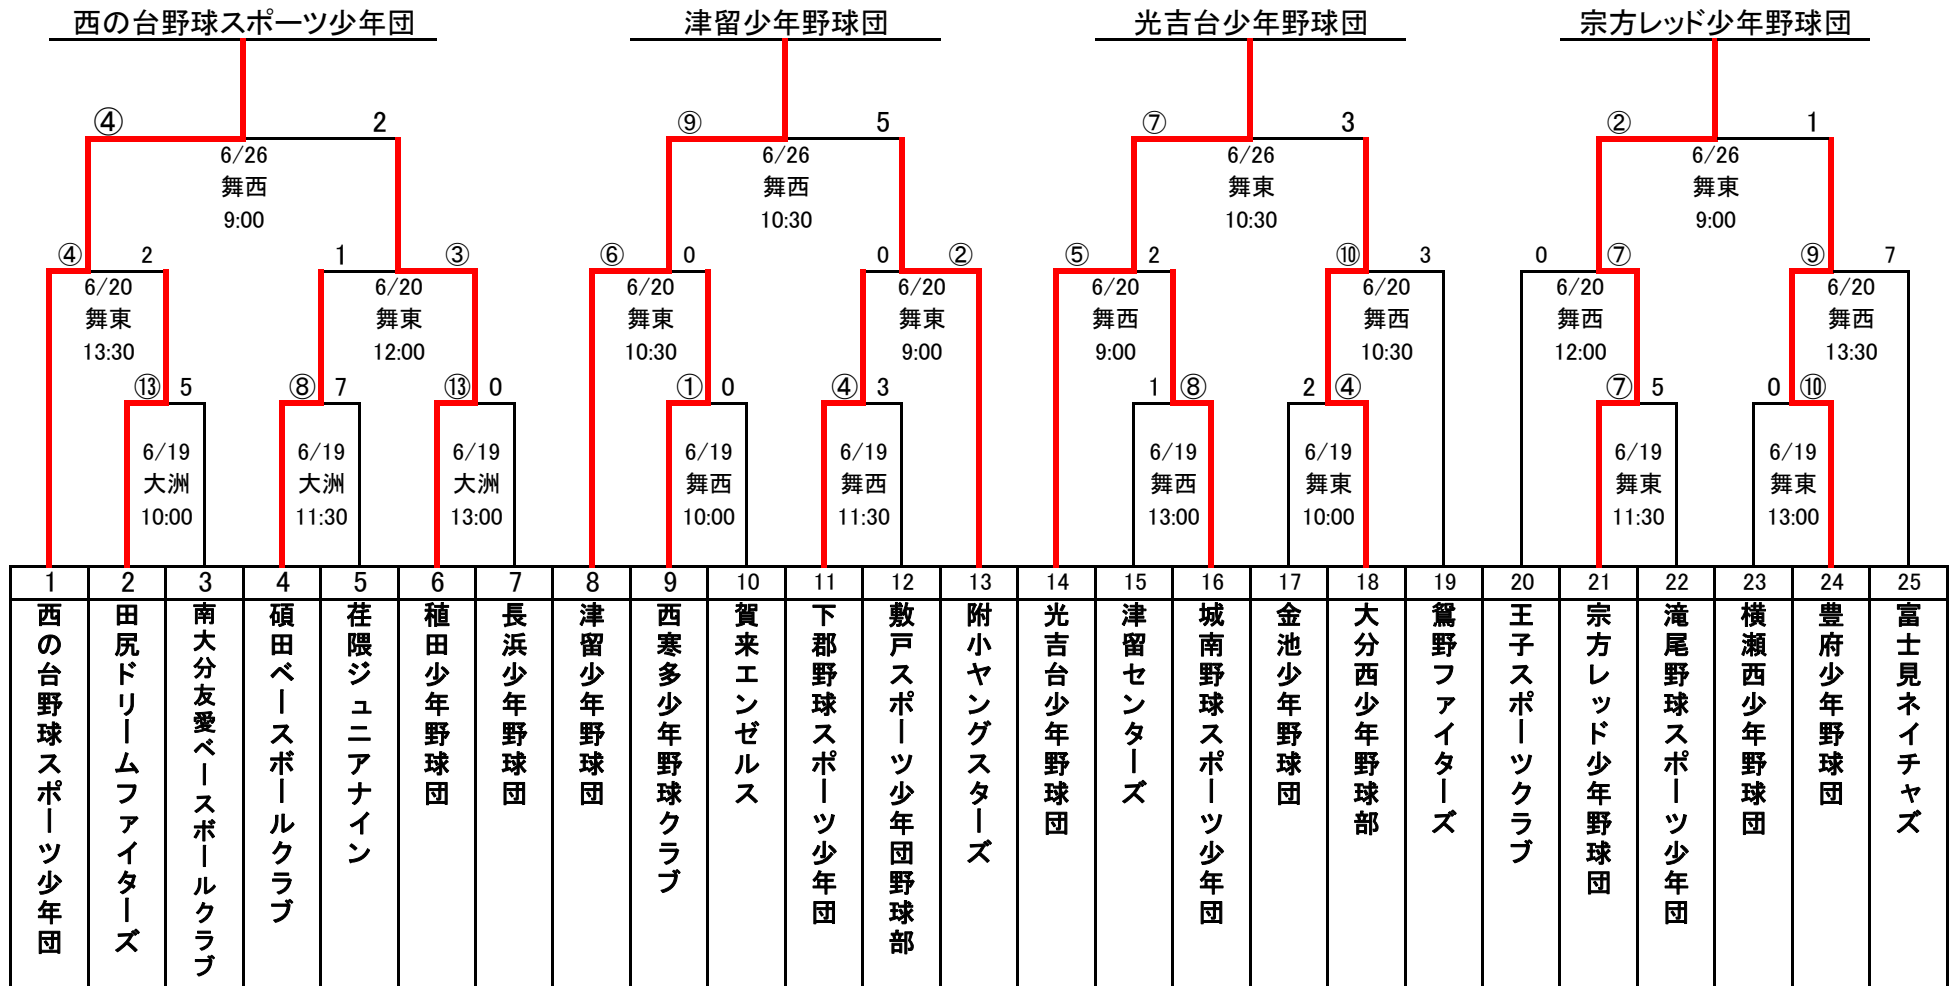 西の台野球スポーツ少年団 津留少年野球団 光吉台少年野球団 宗方レッド少年野球団
④ 2 ⑨ 5 ⑦ 3 ② 1
6/26 6/26 6/26 6/26
舞西 舞西 舞東 舞東
9:00 10:30 10:30 9:00
④ 2 1 ③ ⑥ 0 0 ② ⑤ 2 ⑩ 3 0 ⑦ ⑨ 7
6/20 6/20 6/20 6/20 6/20 6/20 6/20 6/20
舞東 舞東 舞東 舞東 舞西 舞西 舞西 舞西
13:30 12:00 10:30 9:00 9:00 10:30 12:00 13:30
⑬ 5 ⑧ 7 ⑬ 0 ① 0 ④ 3 1 ⑧ 2 ④ ⑦ 5 0 ⑩
6/19 6/19 6/19 6/19 6/19 6/19 6/19 6/19 6/19
大洲 大洲 大洲 舞西 舞西 舞西 舞東 舞東 舞東
10:00 11:30 13:00 10:00 11:30 13:00 10:00 11:30 13:00
1 2 3 4 5 6 7 8 9 10 11 12 13 14 15 16 17 18 19 20 21 22 23 24 25
西の台野球スポーツ少年団
田尻ドリームファイターズ
南大分友愛ベースボールクラブ
碩田ベースボールクラブ
荏隈ジュニアナイン
稙田少年野球団
長浜少年野球団
津留少年野球団
西寒多少年野球クラブ
賀来エンゼルス
下郡野球スポーツ少年団
敷戸スポーツ少年団野球部
附小ヤングスターズ
光吉台少年野球団
津留センターズ
城南野球スポーツ少年団
金池少年野球団
大分西少年野球部
鴛野ファイターズ
王子スポーツクラブ
宗方レッド少年野球団
滝尾野球スポーツ少年団
横瀬西少年野球団
豊府少年野球団
富士見ネイチャズ